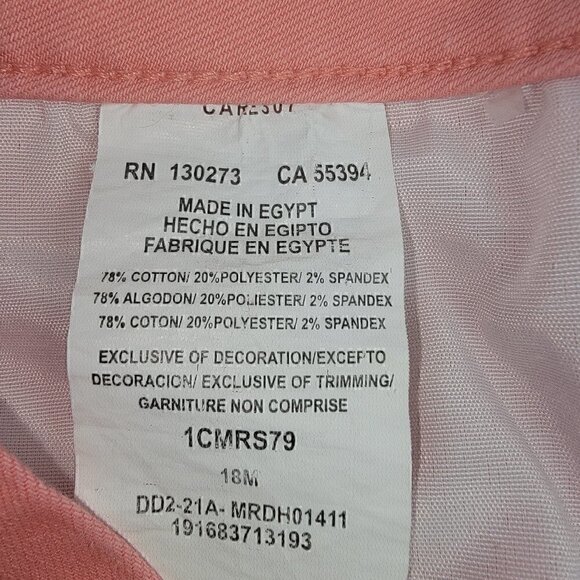 RN 130273 CA 55394
MADE IN EGYPT
HECHO EN EGIPTO
FABRIQUE EN EGYPTE
78% COTTON/ 20%POLYESTER/ 2% SPANDEX
78% ALGODON/ 20%POLIESTER/ 2% SPANDEX
78% COTON/ 20%POLYESTER/ 2% SPANDEX
EXCLUSIVE OF DECORATION/EXCEPTO
DECORACION/ EXCLUSIVE OF TRIMMING/
GARNITURE NON COMPRISE
1CMRS79
18M
DD2-21A- MRDH01411
191683713193